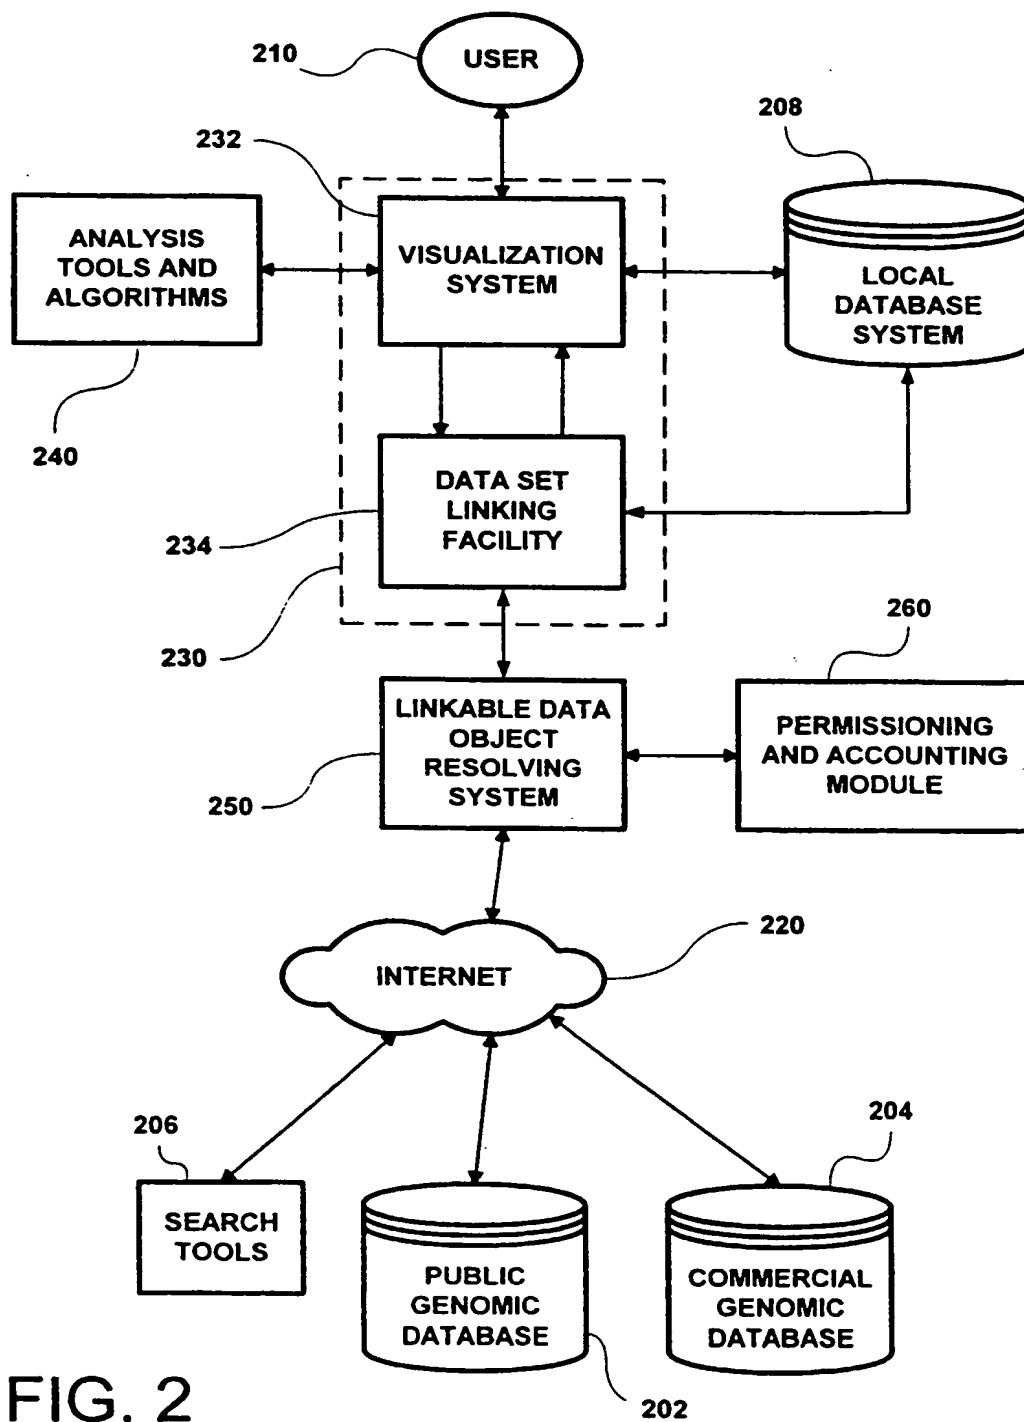 210
USER
232
208
ANALYSIS
TOOLS AND
ALGORITHMS
VISUALIZATION
SYSTEM
LOCAL
DATABASE
SYSTEM
240
DATA SET
LINKING
FACILITY
234
230
260
LINKABLE DATA
OBJECT
RESOLVING
SYSTEM
PERMISSIONING
AND ACCOUNTING
MODULE
250
220
INTERNET
206
204
SEARCH
TOOLS
PUBLIC
GENOMIC
DATABASE
COMMERCIAL
GENOMIC
DATABASE
202
FIG. 2